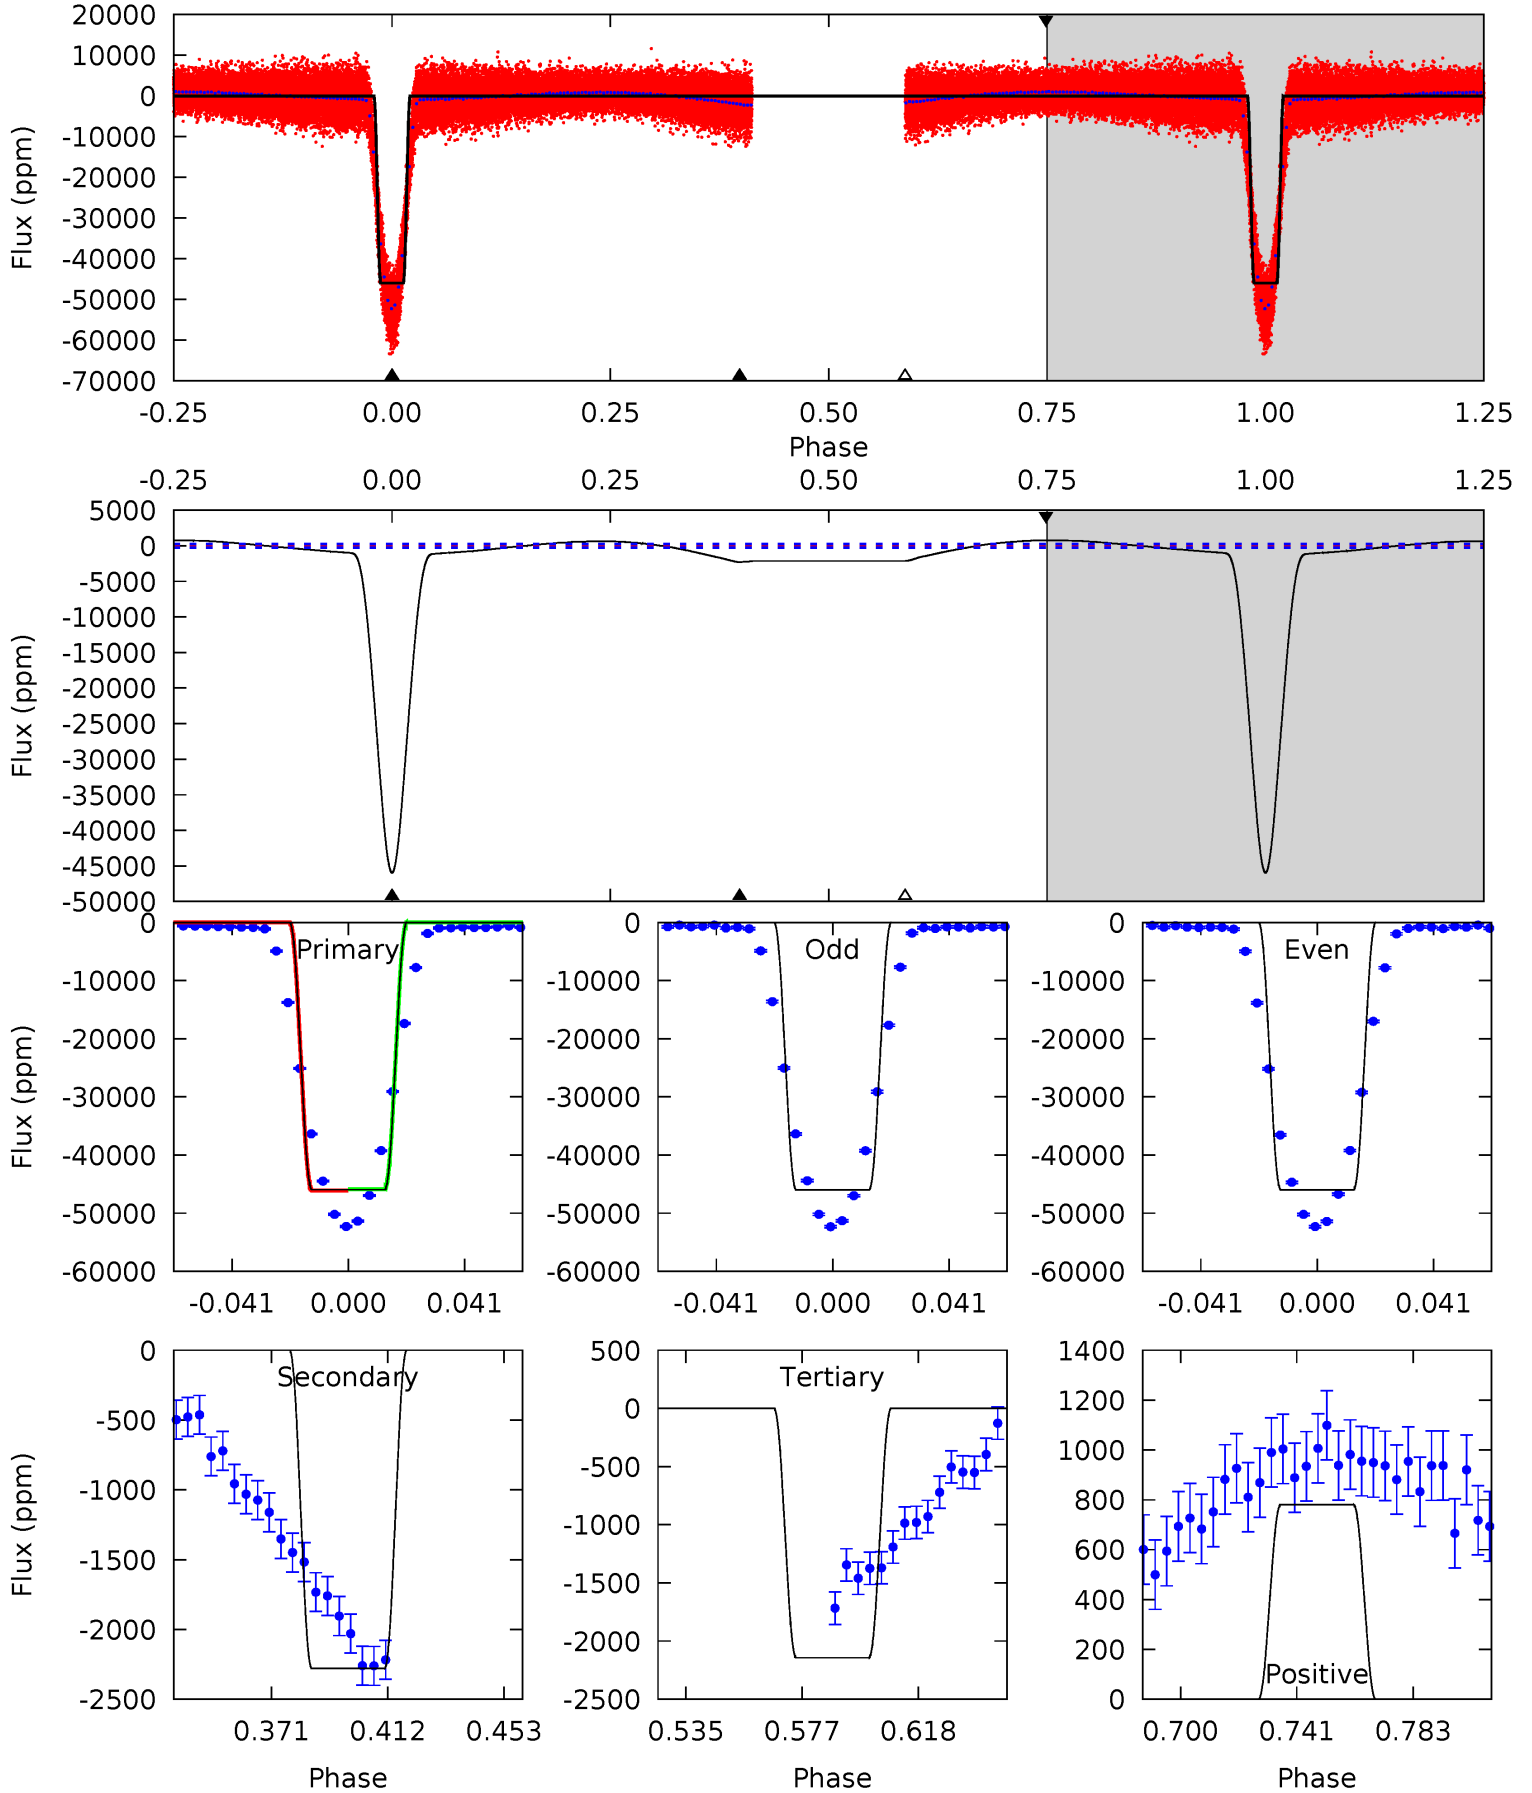 20000
10000
0
-10000
-20000
-30000
-40000
-50000
-60000
-70000
Flux (ppm)
-0.25 0.00 0.25 0.50 0.75 1.00 1.25
Phase
-0.25 0.00 0.25 0.50 0.75 1.00 1.25
5000
0
-5000
-10000
-15000
-20000
-25000
-30000
-35000
-40000
-45000
-50000
Flux (ppm)
0
-10000
-20000
-30000
-40000
-50000
-60000
Flux (ppm)
Primary
-0.041 0.000 0.041
0
-10000
-20000
-30000
-40000
-50000
-60000
Odd
-0.041 0.000 0.041
0
-10000
-20000
-30000
-40000
-50000
-60000
Even
-0.041 0.000 0.041
0
-500
-1000
-1500
-2000
-2500
Flux (ppm)
Secondary
0.371 0.412 0.453
Phase
500
0
-500
-1000
-1500
-2000
-2500
Tertiary
0.535 0.577 0.618
Phase
1400
1200
1000
800
600
400
200
0
Positive
0.700 0.741 0.783
Phase